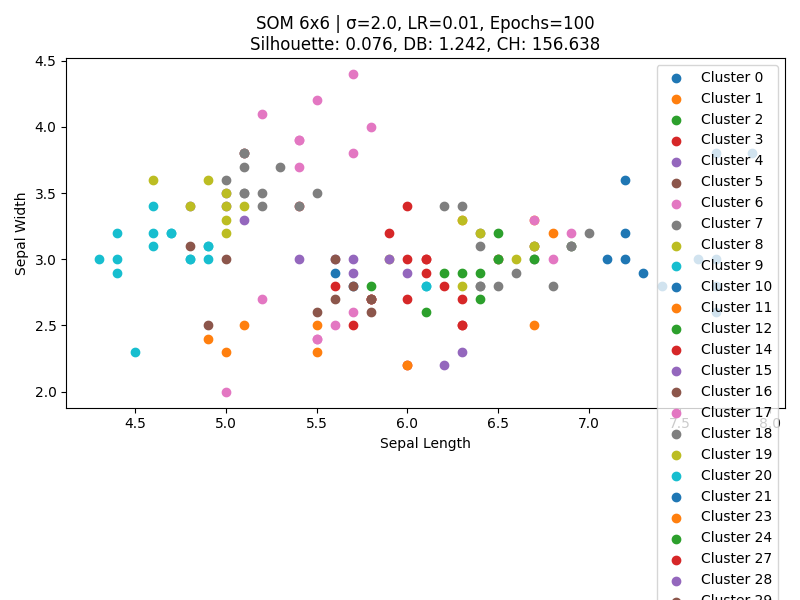 SOM 6x6 | σ=2.0, LR=0.01, Epochs=100
Silhouette: 0.076, DB: 1.242, CH: 156.638
4.5
4.0
3.5
3.0
2.5
2.0
Sepal Width
4.5
5.0
5.5
6.0
6.5
7.0
7.5
8.0
Sepal Length
Cluster 0
Cluster 1
Cluster 2
Cluster 3
Cluster 4
Cluster 5
Cluster 6
Cluster 7
Cluster 8
Cluster 9
Cluster 10
Cluster 11
Cluster 12
Cluster 14
Cluster 15
Cluster 16
Cluster 17
Cluster 18
Cluster 19
Cluster 20
Cluster 21
Cluster 23
Cluster 24
Cluster 27
Cluster 28
Cluster 29